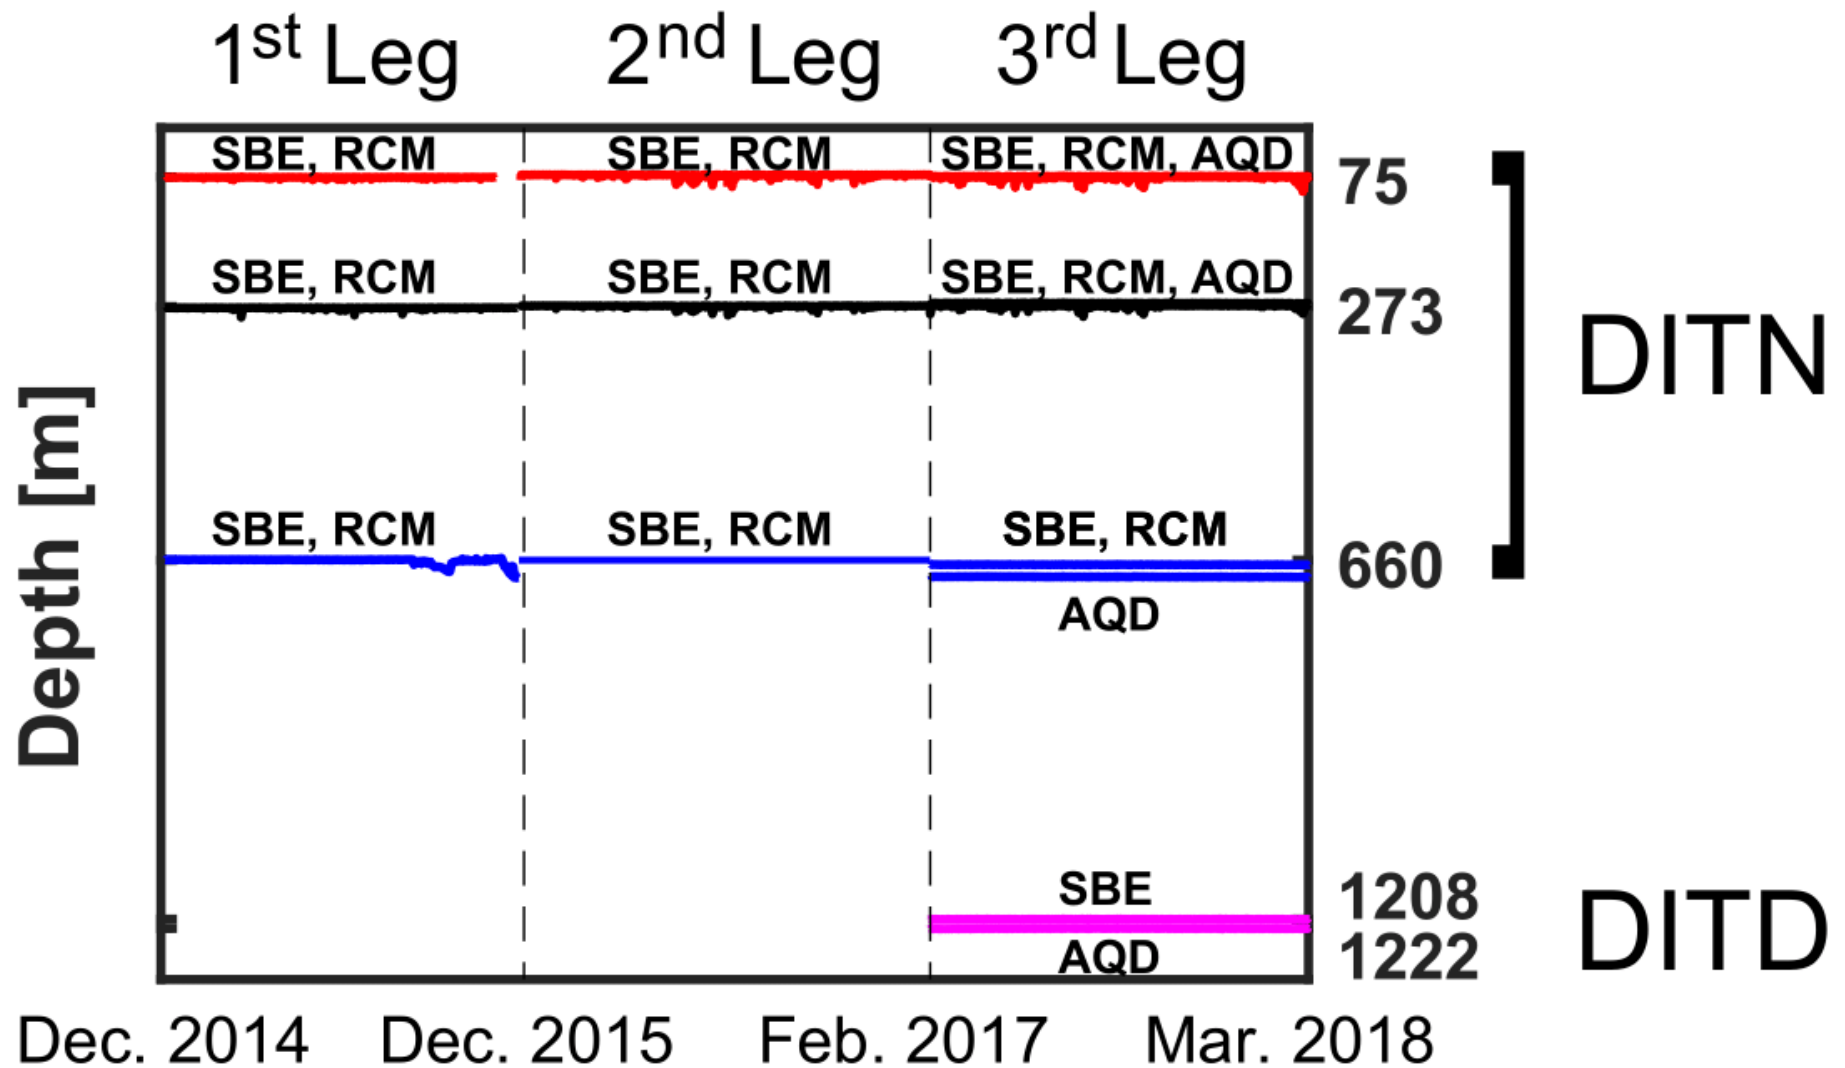 1st Leg 2nd Leg 3rd Leg
SBE, RCM SBE, RCM SBE, RCM, AQD 75
SBE, RCM SBE, RCM SBE, RCM, AQD 273
DITN
Depth [m]
SBE, RCM SBE, RCM SBE, RCM 660
AQD
SBE 1208
DITD
AQD 1222
Dec. 2014 Dec. 2015 Feb. 2017 Mar. 2018